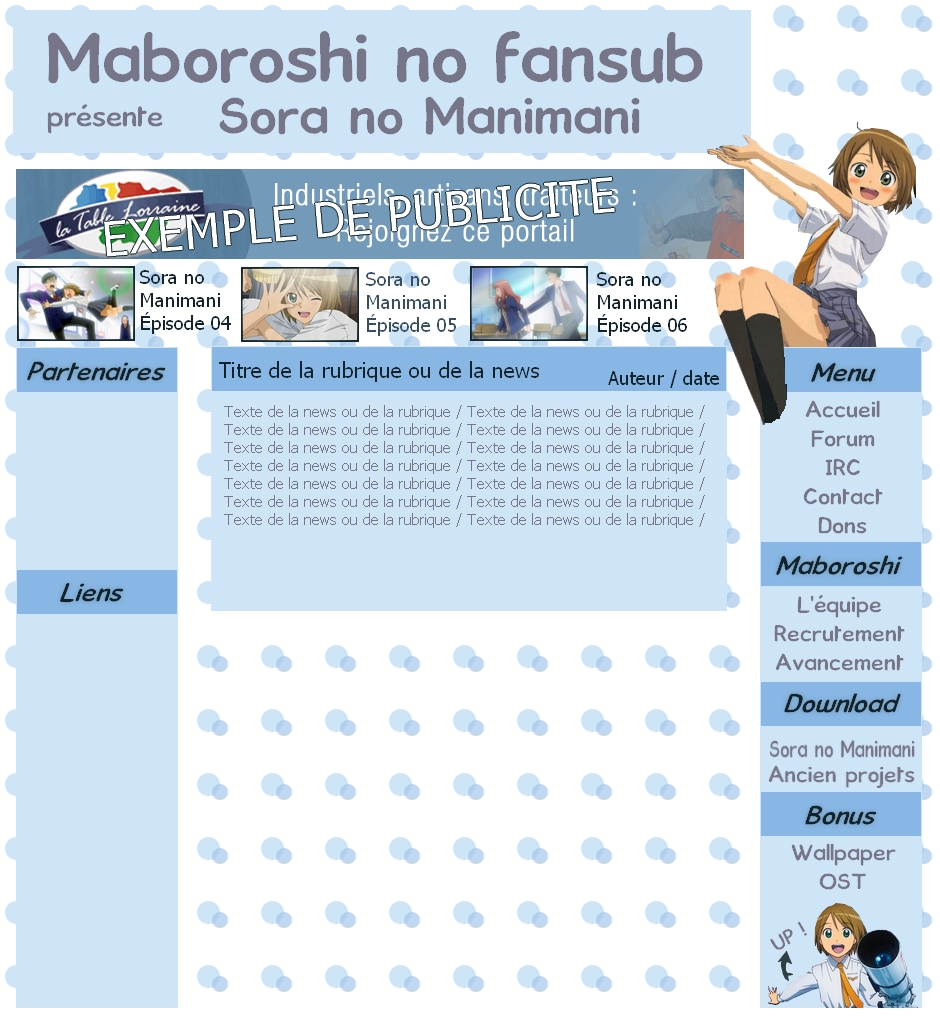 Maboroshi no fansub
présente Sora no Manimani
la Table Lorraine
Industriels, artisans, traiteurs :
Rejoignez ce portail
EXEMPLE DE PUBLICITE
Sora no
Manimani
Épisode 04
Sora no
Manimani
Épisode 05
Sora no
Manimani
Épisode 06
Partenaires
Liens
Titre de la rubrique ou de la news
Auteur / date
Texte de la news ou de la rubrique / Texte de la news ou de la rubrique /
Texte de la news ou de la rubrique / Texte de la news ou de la rubrique /
Texte de la news ou de la rubrique / Texte de la news ou de la rubrique /
Texte de la news ou de la rubrique / Texte de la news ou de la rubrique /
Texte de la news ou de la rubrique / Texte de la news ou de la rubrique /
Texte de la news ou de la rubrique / Texte de la news ou de la rubrique /
Texte de la news ou de la rubrique / Texte de la news ou de la rubrique /
Menu
Accueil
Forum
IRC
Contact
Dons
Maboroshi
L'équipe
Recrutement
Avancement
Download
Sora no Manimani
Ancien projets
Bonus
Wallpaper
OST
UP !